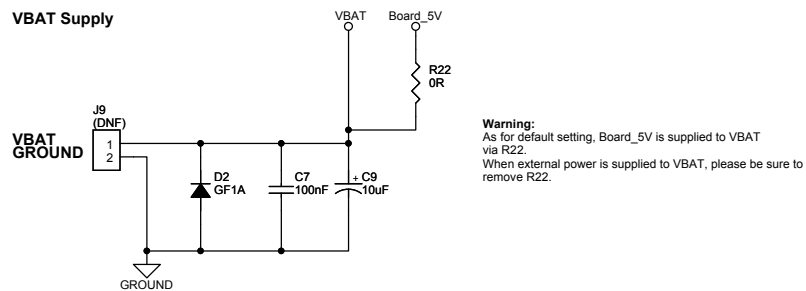 VBAT Supply
VBAT
Board_5V
R22
0R
J9
(DNF)
VBAT
GROUND
1
2
D2
GF1A
C7
100nF
+ C9
10uF
GROUND
Warning:
As for default setting, Board_5V is supplied to VBAT
via R22.
When external power is supplied to VBAT, please be sure to
remove R22.